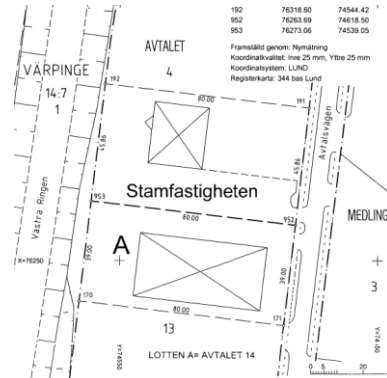 192 76318.60 74544.42
952 76263.69 74618.50
953 76273.06 74539.05
Framställd genom: Nymätning
Koordinatkvalitet: Inre 25 mm, Yttre 25 mm
Koordinatsystem: LUND
Registerkarta: 344 bas Lund
AVTALET
4
VÄRPINGE
14:7
1
192
80.00
191
Avtalsvägen
45.86
45.86
Stamfastigheten
Västra Ringen
953
80.00
952
MEDLING
A
X=76250
39.00
39.00
3
170
80.00
171
13
LOTTEN A= AVTALET 14
Y=74550
0 5 20